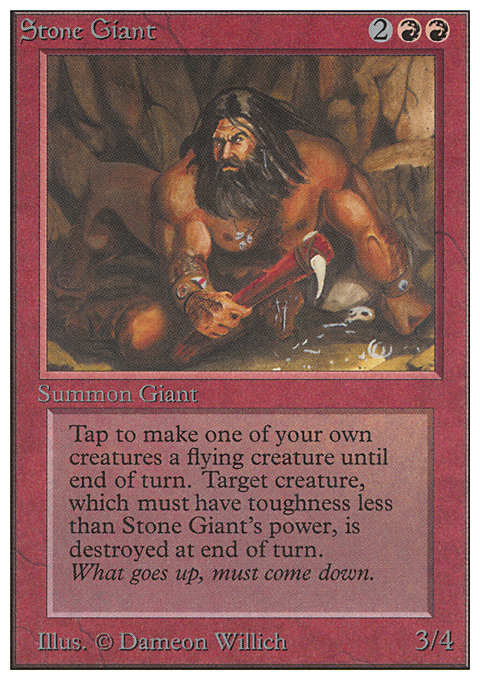 Stone Giant 2
Summon Giant
Tap to make one of your own
creatures a flying creature until
end of turn. Target creature,
which must have toughness less
than Stone Giant's power, is
destroyed at end of turn.
What goes up, must come down.
Illus. © Dameon Willich 3/4